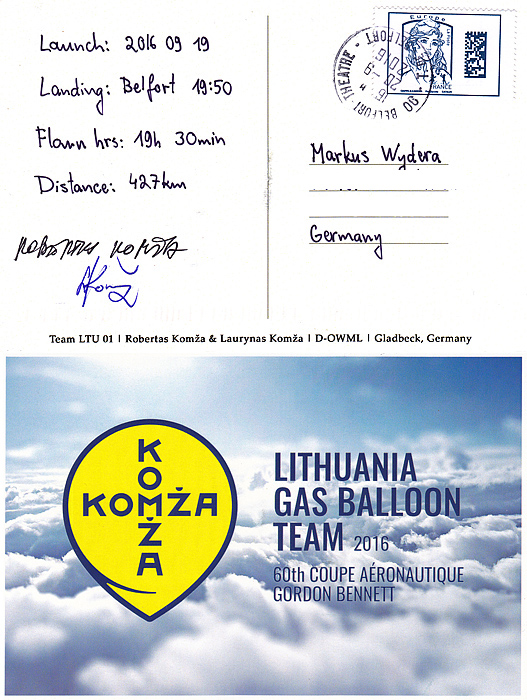 Launch: 2016 09 19
Landing: Belfort 19:50
Flown hrs: 19h 30min
Distance: 427km
Europe
FRANCE
BELFORT THEATRE
90 BELFORT
Markus Wydera
Germany
Team LTU 01 | Robertas Komža & Laurynas Komža | D-OWML | Gladbeck, Germany
KOMŽA
KOMŽA
LITHUANIA
GAS BALLOON
TEAM 2016
60th COUPE AÉRONAUTIQUE
GORDON BENNETT